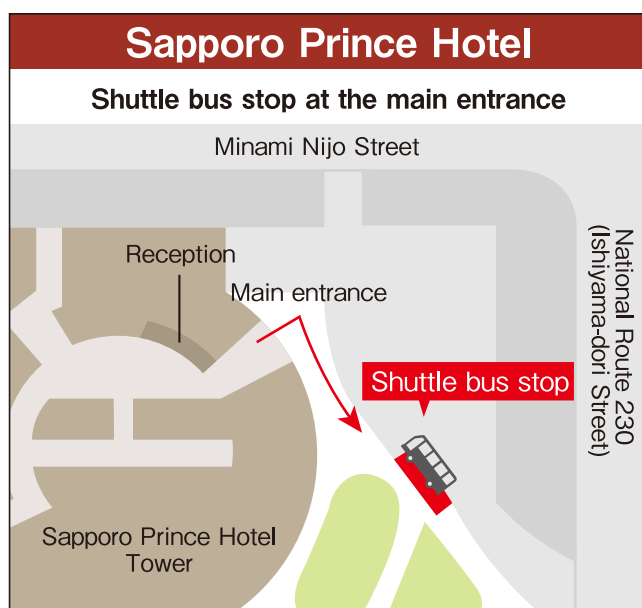 Sapporo Prince Hotel
Shuttle bus stop at the main entrance
Minami Nijo Street
Reception
Main entrance
Shuttle bus stop
National Route 230
(Ishiyama-dori Street)
Sapporo Prince Hotel
Tower